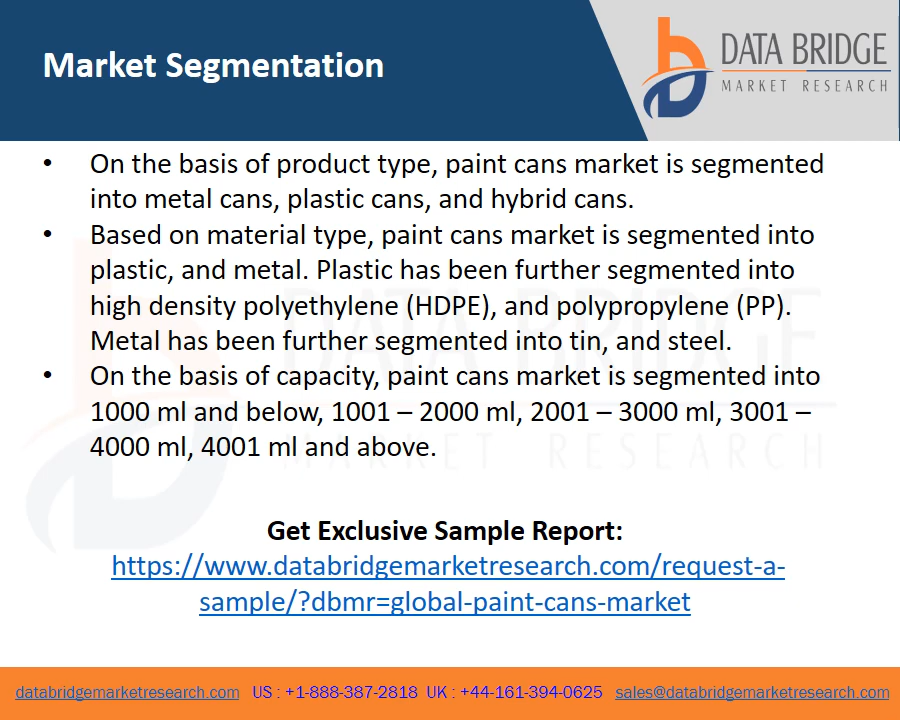 Market Segmentation
DATA BRIDGE
MARKET RESEARCH
• On the basis of product type, paint cans market is segmented
into metal cans, plastic cans, and hybrid cans.
• Based on material type, paint cans market is segmented into
plastic, and metal. Plastic has been further segmented into
high density polyethylene (HDPE), and polypropylene (PP).
Metal has been further segmented into tin, and steel.
• On the basis of capacity, paint cans market is segmented into
1000 ml and below, 1001 – 2000 ml, 2001 – 3000 ml, 3001 –
4000 ml, 4001 ml and above.
DATA BRIDGE
MARKET RESEARCH
Get Exclusive Sample Report:
https://www.databridgemarketresearch.com/request-a-
sample/?dbmr=global-paint-cans-market
databridgemarketresearch.com US : +1-888-387-2818 UK : +44-161-394-0625 sales@databridgemarketresearch.com